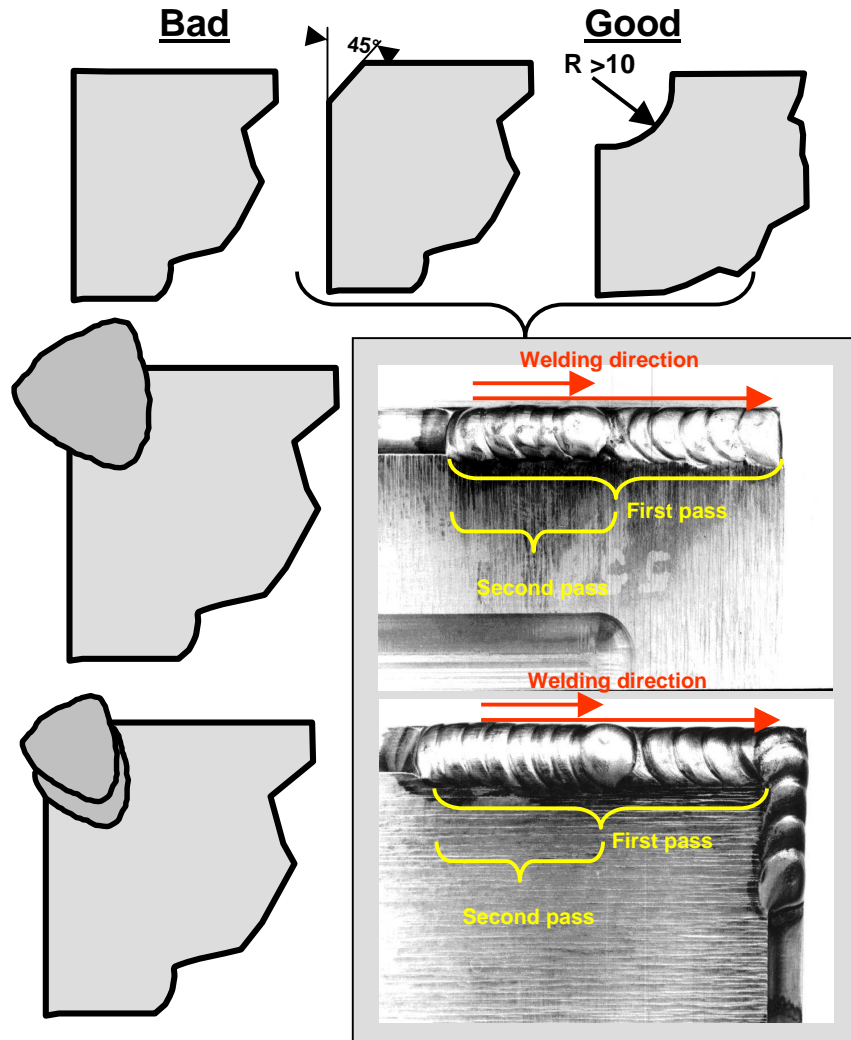 Bad
Good
45°
R >10
Welding direction
First pass
Second pass
Welding direction
First pass
Second pass